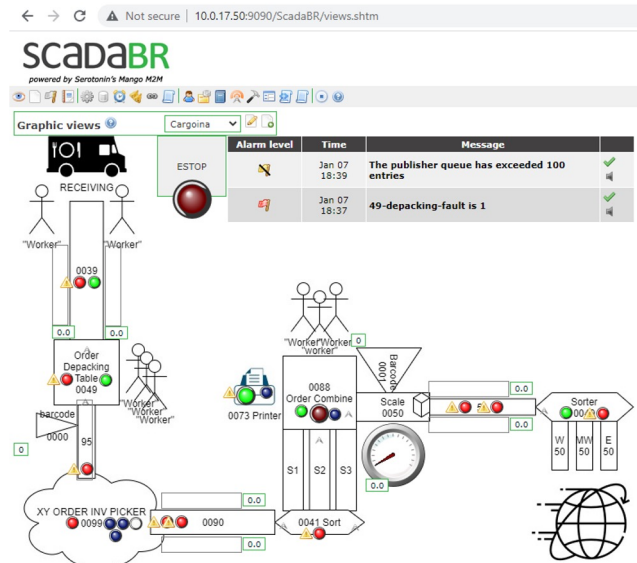 Not secure | 10.0.17.50:9090/ScadaBR/views.shtm
SCADABR
powered by Serotonin's Mango M2M
Graphic views
Cargoina
Alarm level Time Message
Jan 07 18:39 The publisher queue has exceeded 100 entries
Jan 07 18:37 49-depacking-fault is 1
ESTOP
RECEIVING
"Worker" "Worker"
0039
0.0 0.0
Order
Depacking
Table
0049
"Worker"
"Worker"
"Worker"
barcode
0000
95
0
XY ORDER INV PICKER
0099
0.0
0090
0.0
"Worker" "Worker"
"worker"
0
0073 Printer
0088
Order Combine
S1 S2 S3
0041 Sort
Barcode
0001
Scale
0050
0.0
0.0
0.0
Sorter
W
50
MW
50
E
50